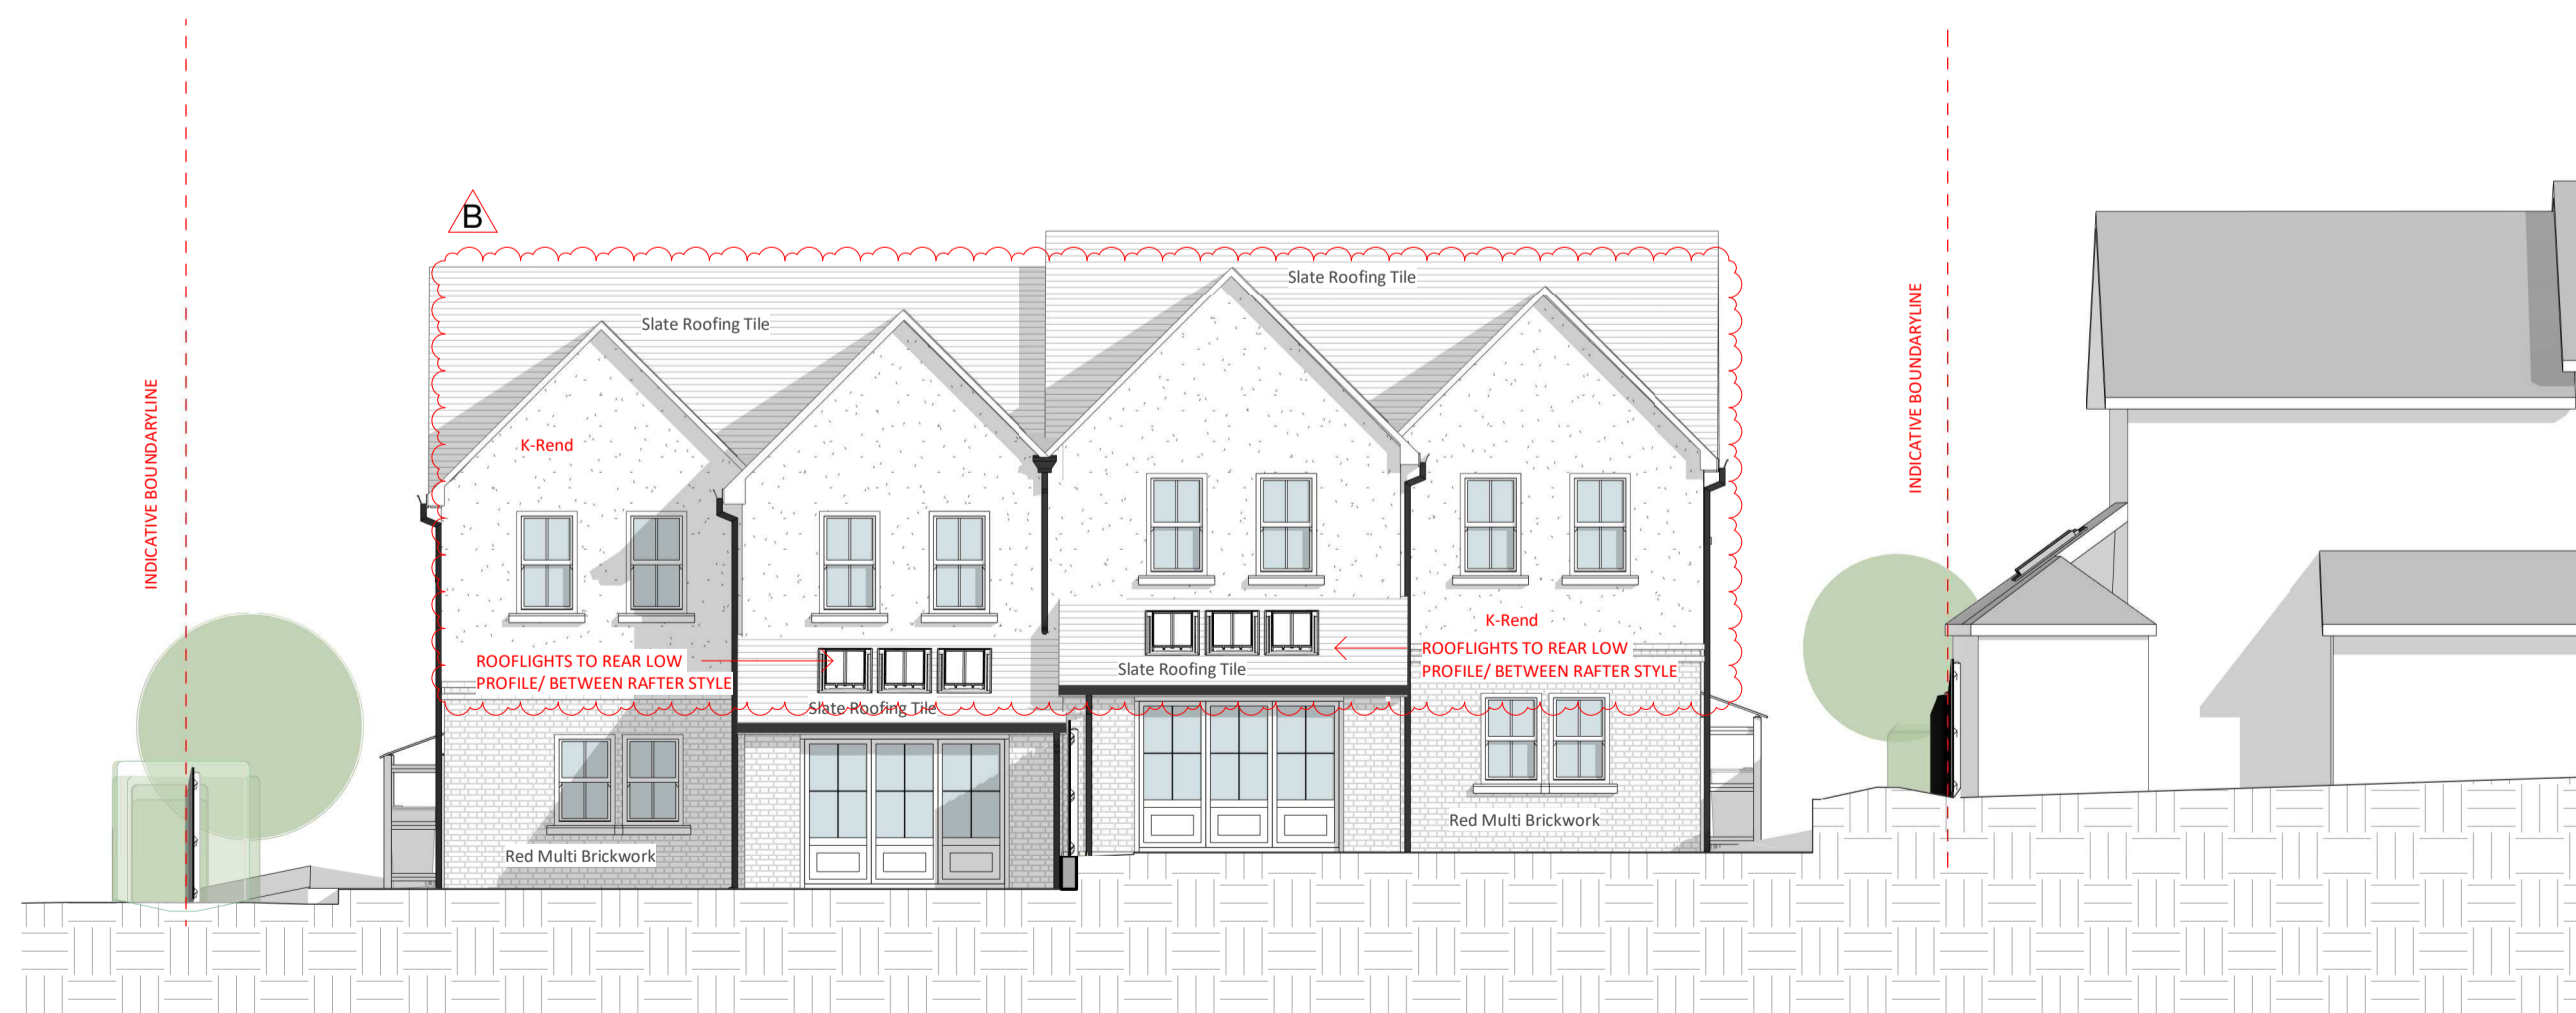 B
Slate Roofing Tile
Slate Roofing Tile
INDICATIVE BOUNDARYLINE
INDICATIVE BOUNDARYLINE
K-Rend
K-Rend
ROOFLIGHTS TO REAR LOW
PROFILE/ BETWEEN RAFTER STYLE
ROOFLIGHTS TO REAR LOW
PROFILE/ BETWEEN RAFTER STYLE
Slate Roofing Tile
Slate Roofing Tile
Red Multi Brickwork
Red Multi Brickwork